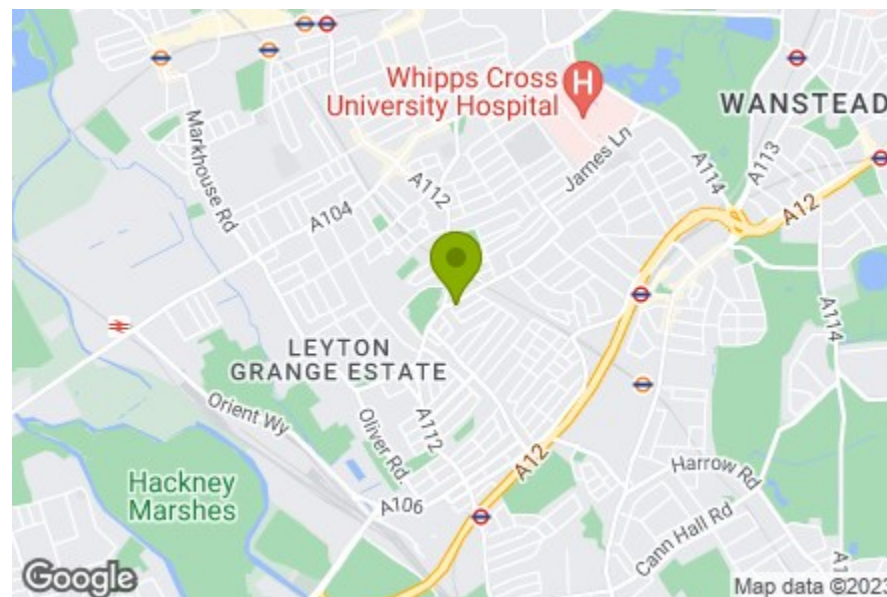 Whipps Cross
University Hospital
H
WANSTEAD
James Ln
A114
A113
A12
Markhouse Rd
A112
A104
A114
LEYTON
GRANGE ESTATE
Orient Wy
Oliver Rd.
A112
A12
Harrow Rd
Hackney
Marshes
A106
Cann Hall Rd
Google
Map data ©2023